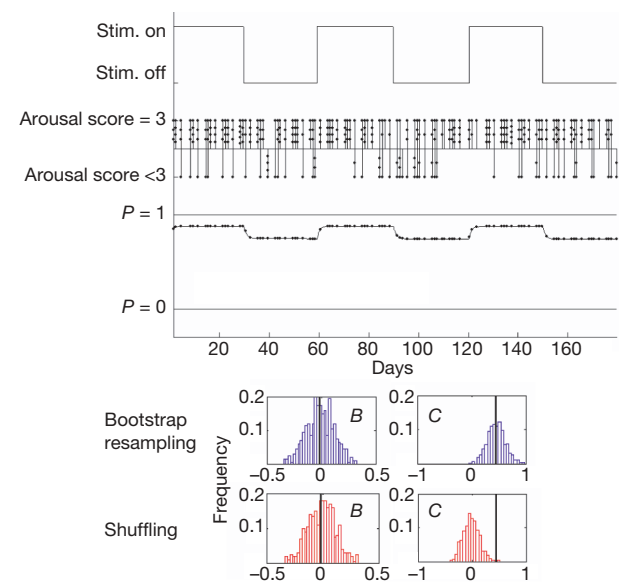 Stim. on
Stim. off
Arousal score = 3
Arousal score <3
P = 1
P = 0
20 40 60 80 100 120 140 160
Days
Bootstrap
resampling
Shuffling
Frequency
0.2
0.1
B
−0.5 0 0.5
0.2
0.1
C
−1 0 1
0.2
0.1
B
−0.5 0 0.5
0.2
0.1
C
−1 0 1